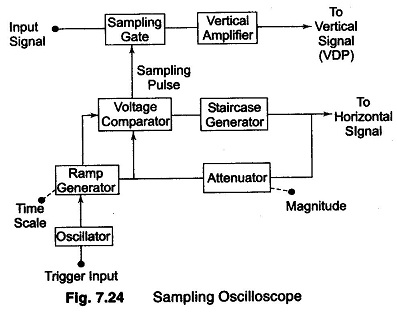 Input
Signal
Sampling
Gate
Vertical
Amplifier
To
Vertical
Signal
(VDP)
Sampling
Pulse
Voltage
Comparator
Staircase
Generator
To
Horizontal
Signal
Ramp
Generator
Attenuator
Time
Scale
Magnitude
Oscillator
Trigger Input
Fig. 7.24 Sampling Oscilloscope